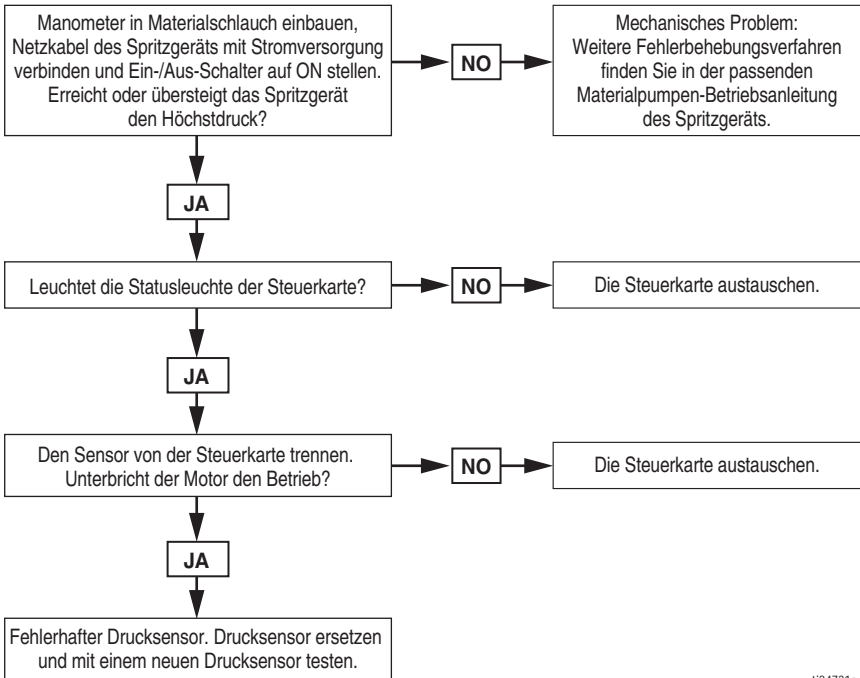 Manometer in Materialschlauch einbauen,
Netzkabel des Spritzgeräts mit Stromversorgung
verbinden und Ein-/Aus-Schalter auf ON stellen.
Erreicht oder übersteigt das Spritzgerät
den Höchstdruck?
NO
Mechanisches Problem:
Weitere Fehlerbehebungsverfahren
finden Sie in der passenden
Materialpumpen-Betriebsanleitung
des Spritzgeräts.
JA
Leuchtet die Statusleuchte der Steuerkarte?
NO
Die Steuerkarte austauschen.
JA
Den Sensor von der Steuerkarte trennen.
Unterbricht der Motor den Betrieb?
NO
Die Steuerkarte austauschen.
JA
Fehlerhafter Drucksensor. Drucksensor ersetzen
und mit einem neuen Drucksensor testen.